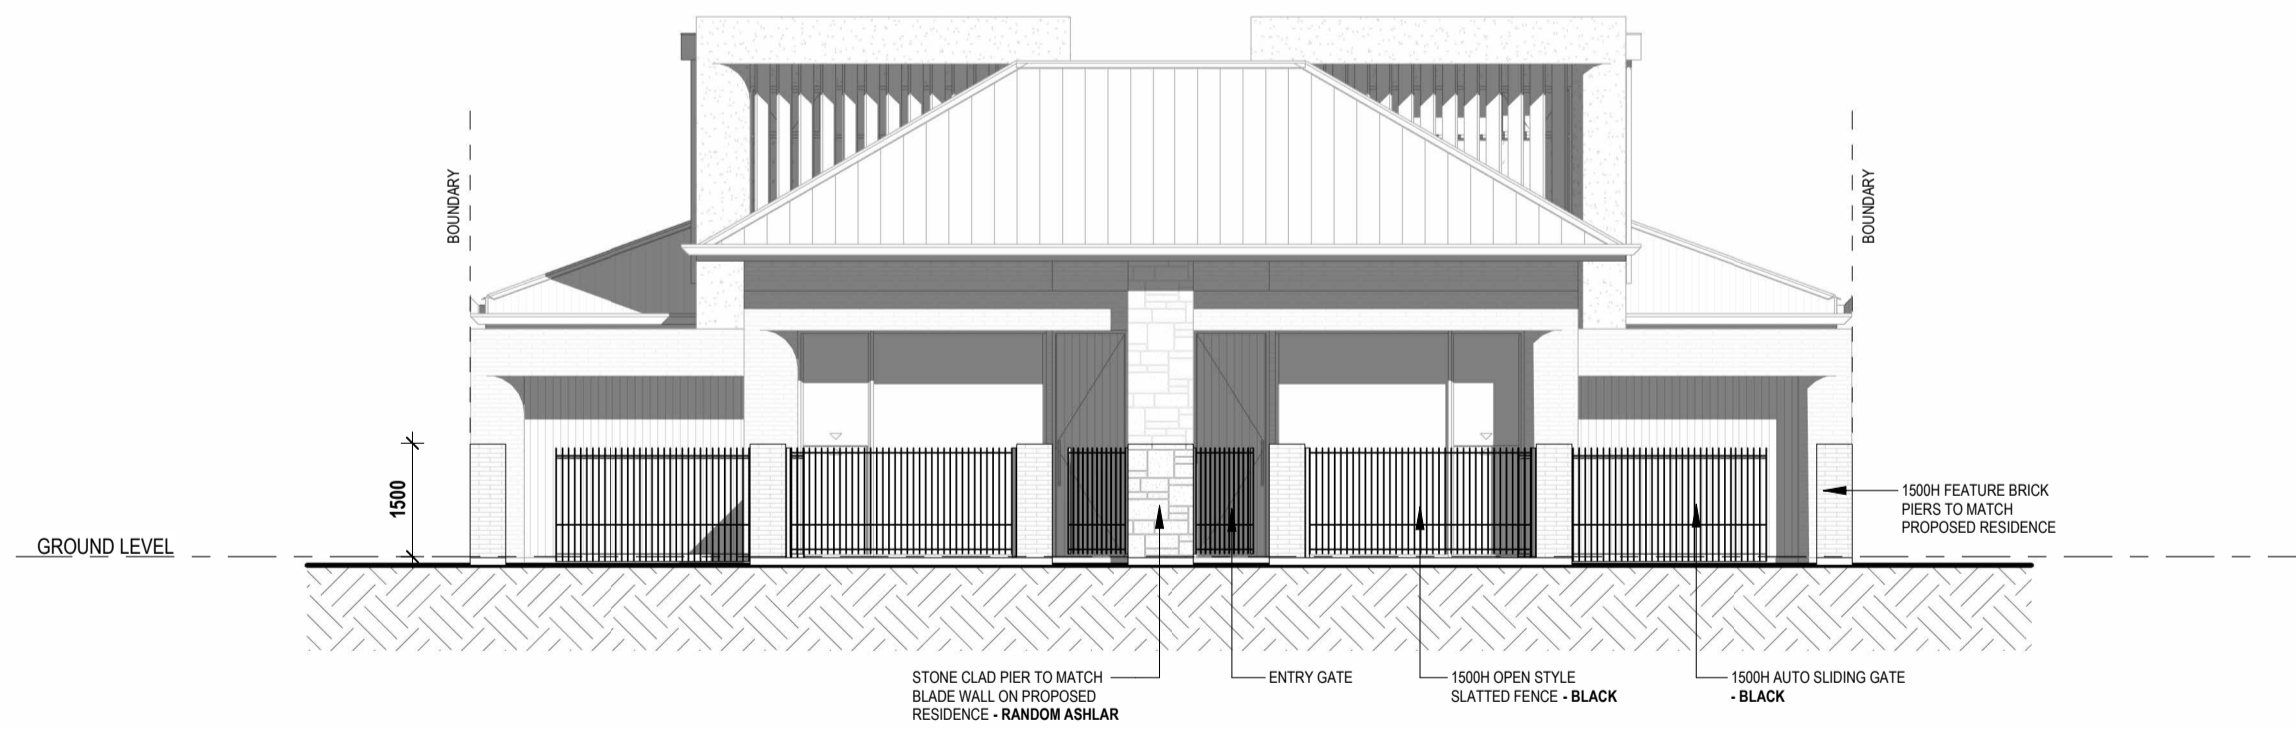 BOUNDARY
BOUNDARY
1500
GROUND LEVEL
1500H FEATURE BRICK
PIERS TO MATCH
PROPOSED RESIDENCE
STONE CLAD PIER TO MATCH
BLADE WALL ON PROPOSED
RESIDENCE - RANDOM ASHLAR
ENTRY GATE
1500H OPEN STYLE
SLATTED FENCE - BLACK
1500H AUTO SLIDING GATE
- BLACK